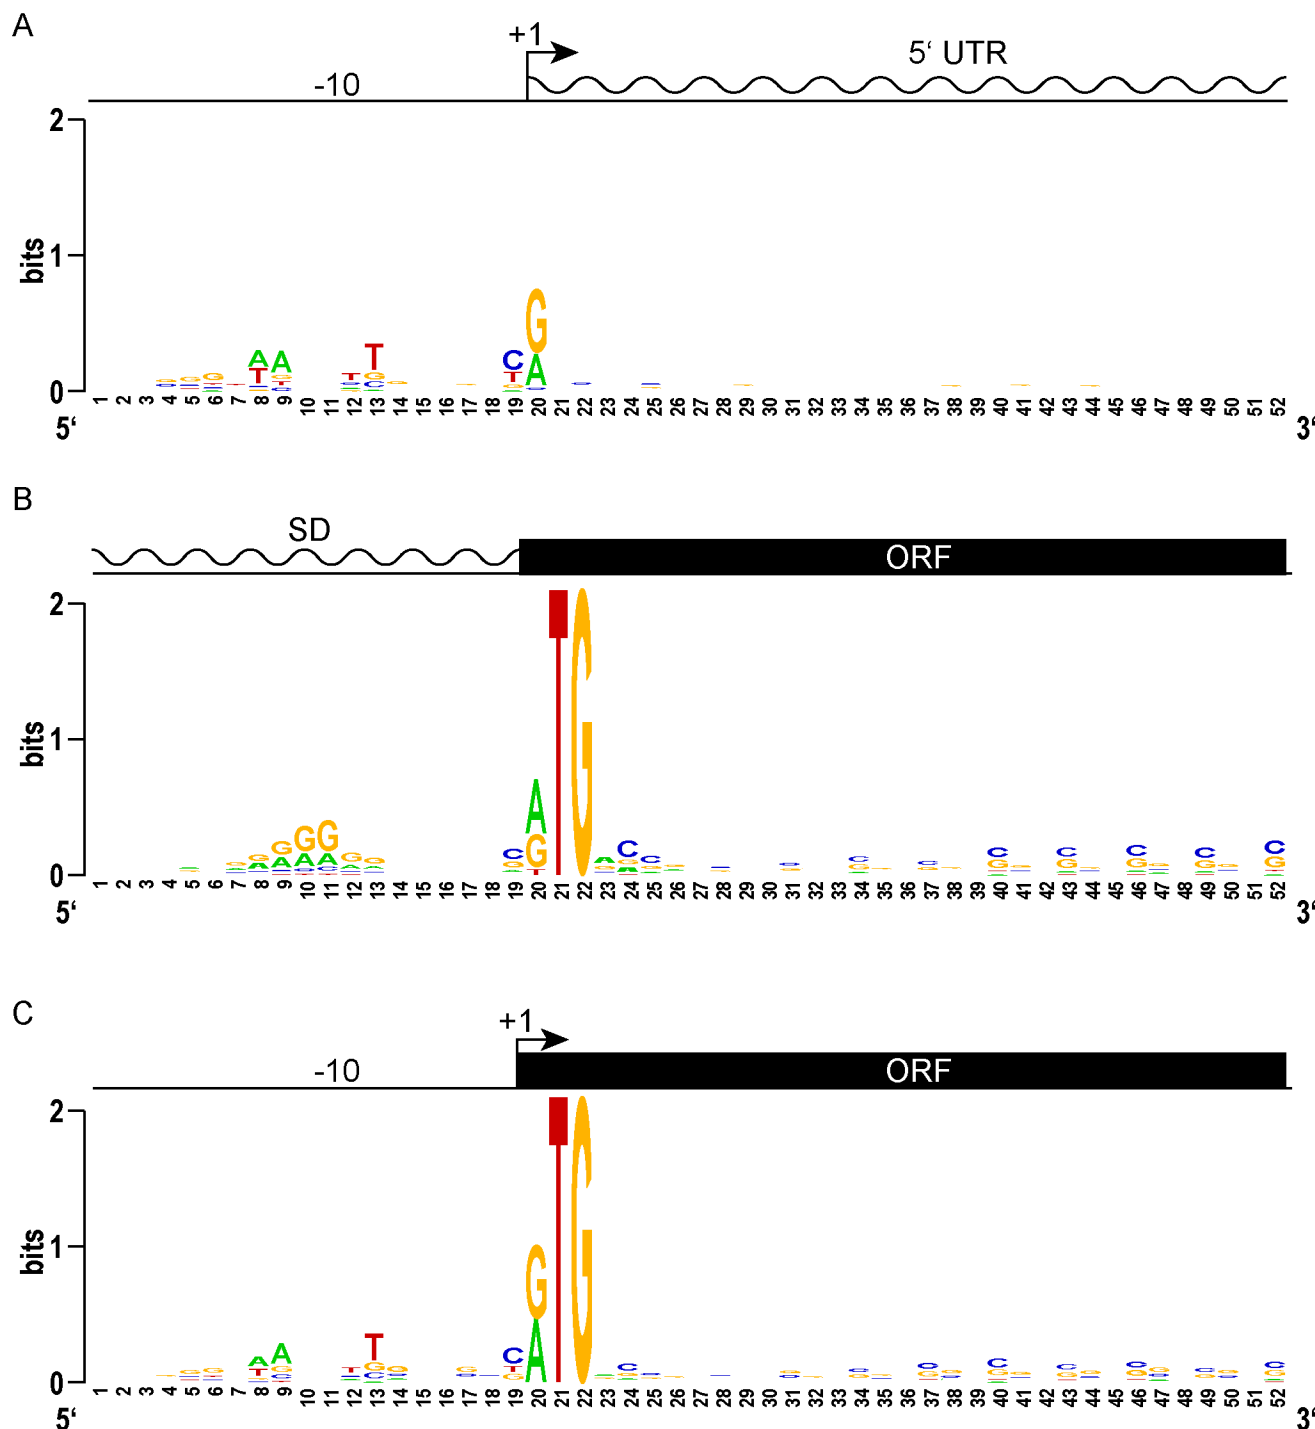 A
+1
-10
5‘ UTR
2
bits
1
A A T T T G C C T G A
0
1 2 3 4 5 6 7 8 9 10 11 12 13 14 15 16 17 18 19 20 21 22 23 24 25 26 27 28 29 30 31 32 33 34 35 36 37 38 39 40 41 42 43 44 45 46 47 48 49 50 51 52
5‘ 3‘
B
SD
ORF
2
bits
1
G G G A A A C A G T G A C C C C C C C C
0
1 2 3 4 5 6 7 8 9 10 11 12 13 14 15 16 17 18 19 20 21 22 23 24 25 26 27 28 29 30 31 32 33 34 35 36 37 38 39 40 41 42 43 44 45 46 47 48 49 50 51 52
5‘ 3‘
C
+1
-10
ORF
2
bits
1
A A T G C G A T G C C C C C C C
0
1 2 3 4 5 6 7 8 9 10 11 12 13 14 15 16 17 18 19 20 21 22 23 24 25 26 27 28 29 30 31 32 33 34 35 36 37 38 39 40 41 42 43 44 45 46 47 48 49 50 51 52
5‘ 3‘